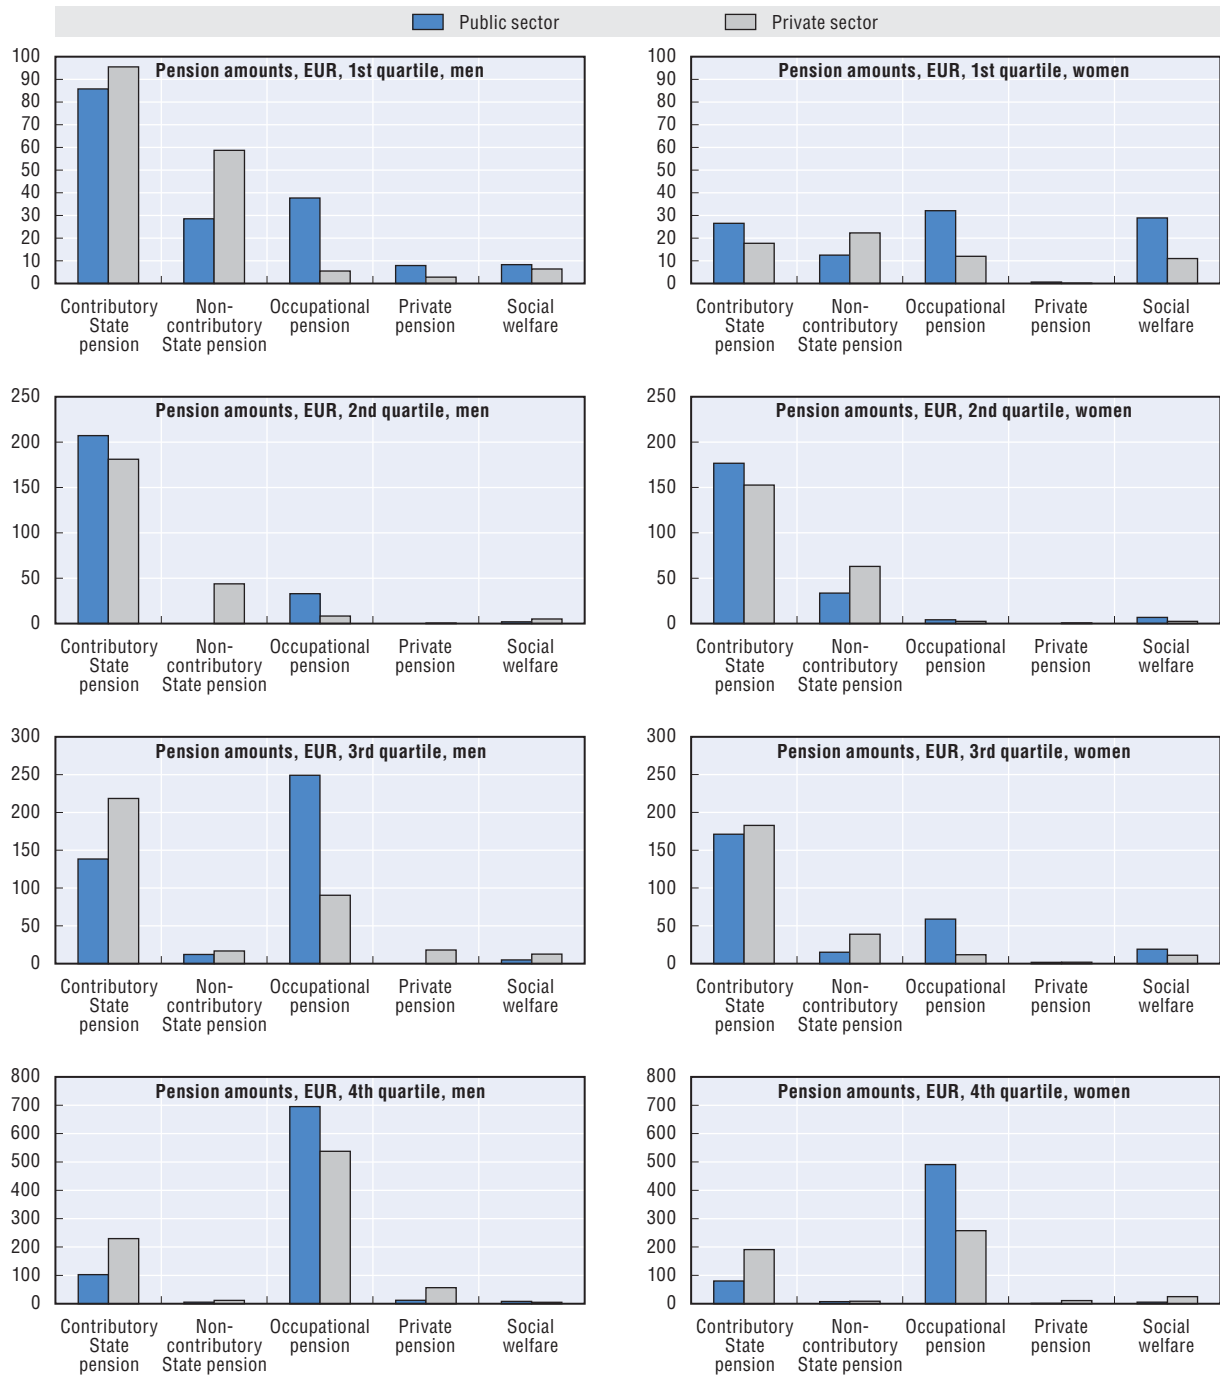 Public sector
Private sector
Pension amounts, EUR, 1st quartile, men
100
90
80
70
60
50
40
30
20
10
0
Contributory
State
pension
Non-
contributory
State pension
Occupational
pension
Private
pension
Social
welfare
Pension amounts, EUR, 1st quartile, women
100
90
80
70
60
50
40
30
20
10
0
Contributory
State
pension
Non-
contributory
State pension
Occupational
pension
Private
pension
Social
welfare
Pension amounts, EUR, 2nd quartile, men
250
200
150
100
50
0
Contributory
State
pension
Non-
contributory
State pension
Occupational
pension
Private
pension
Social
welfare
Pension amounts, EUR, 2nd quartile, women
250
200
150
100
50
0
Contributory
State
pension
Non-
contributory
State pension
Occupational
pension
Private
pension
Social
welfare
Pension amounts, EUR, 3rd quartile, men
300
250
200
150
100
50
0
Contributory
State
pension
Non-
contributory
State pension
Occupational
pension
Private
pension
Social
welfare
Pension amounts, EUR, 3rd quartile, women
300
250
200
150
100
50
0
Contributory
State
pension
Non-
contributory
State pension
Occupational
pension
Private
pension
Social
welfare
Pension amounts, EUR, 4th quartile, men
800
700
600
500
400
300
200
100
0
Contributory
State
pension
Non-
contributory
State pension
Occupational
pension
Private
pension
Social
welfare
Pension amounts, EUR, 4th quartile, women
800
700
600
500
400
300
200
100
0
Contributory
State
pension
Non-
contributory
State pension
Occupational
pension
Private
pension
Social
welfare